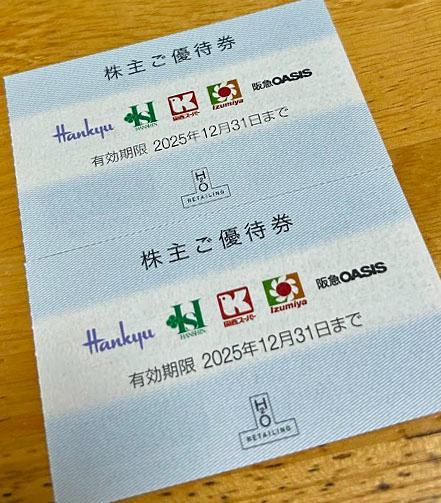 株主ご優待券
Hankyu HANSHIN 関西スーパー Izumiya 阪急OASIS
有効期限 2025年12月31日まで
H2O
RETAILING
株主ご優待券
Hankyu HANSHIN 関西スーパー Izumiya 阪急OASIS
有効期限 2025年12月31日まで
H2O
RETAILING